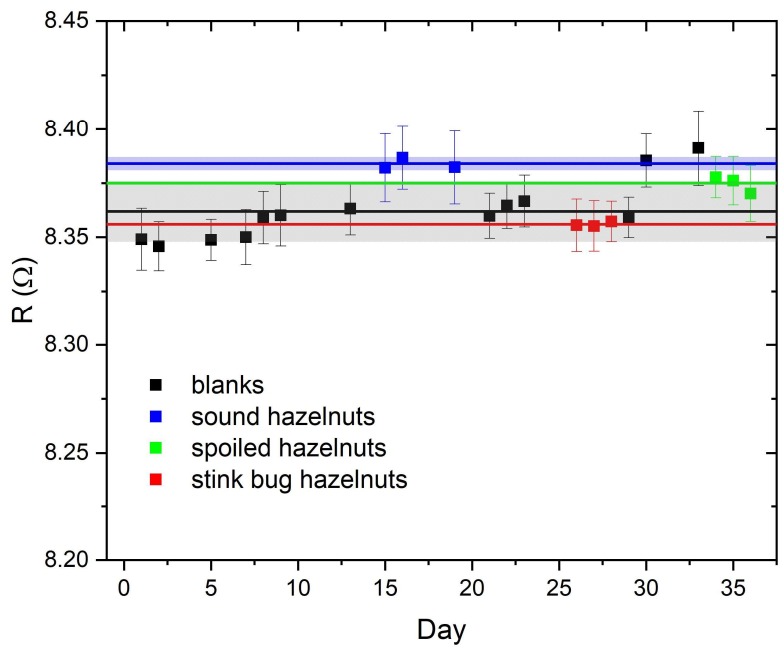 8.45
8.40
8.35
8.30
8.25
8.20
R (Ω)
blanks
sound hazelnuts
spoiled hazelnuts
stink bug hazelnuts
0 5 10 15 20 25 30 35
Day